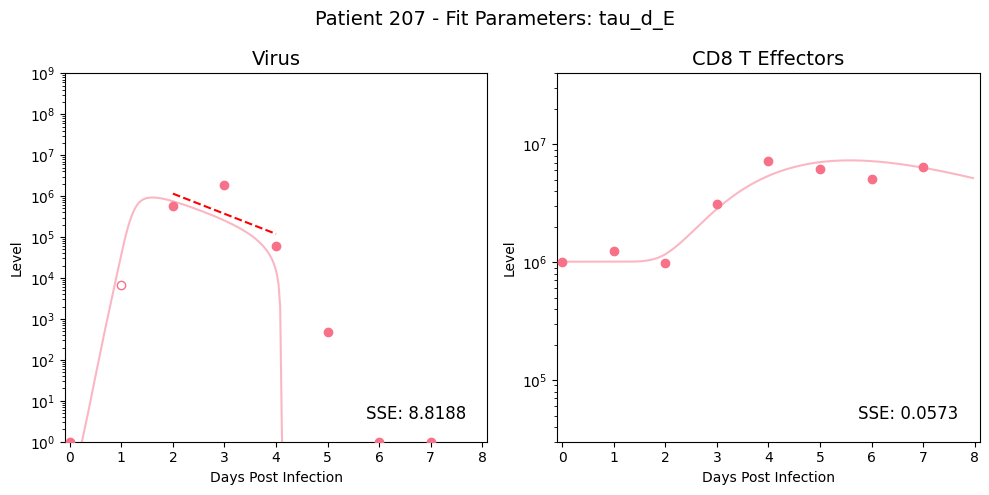 Patient 207 - Fit Parameters: tau_d_E
Virus
CD8 T Effectors
Level
10^9
10^8
10^7
10^6
10^5
10^4
10^3
10^2
10^1
10^0
SSE: 8.8188
0 1 2 3 4 5 6 7 8
Days Post Infection
Level
10^7
10^6
10^5
SSE: 0.0573
0 1 2 3 4 5 6 7 8
Days Post Infection